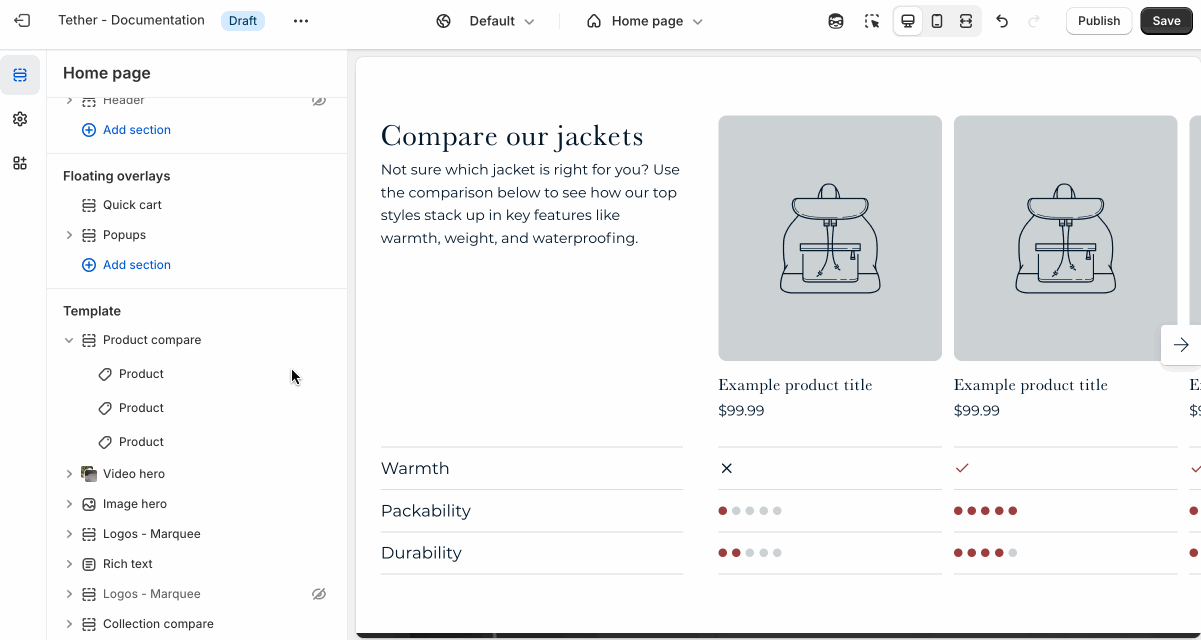 Tether - Documentation
Draft
Default
Home page
Publish
Save
Home page
Header
Add section
Floating overlays
Quick cart
Popups
Add section
Template
Product compare
Product
Product
Product
Video hero
Image hero
Logos - Marquee
Rich text
Logos - Marquee
Collection compare
Compare our jackets
Not sure which jacket is right for you? Use
the comparison below to see how our top
styles stack up in key features like
warmth, weight, and waterproofing.
Example product title
$99.99
Example product title
$99.99
Warmth
Packability
Durability